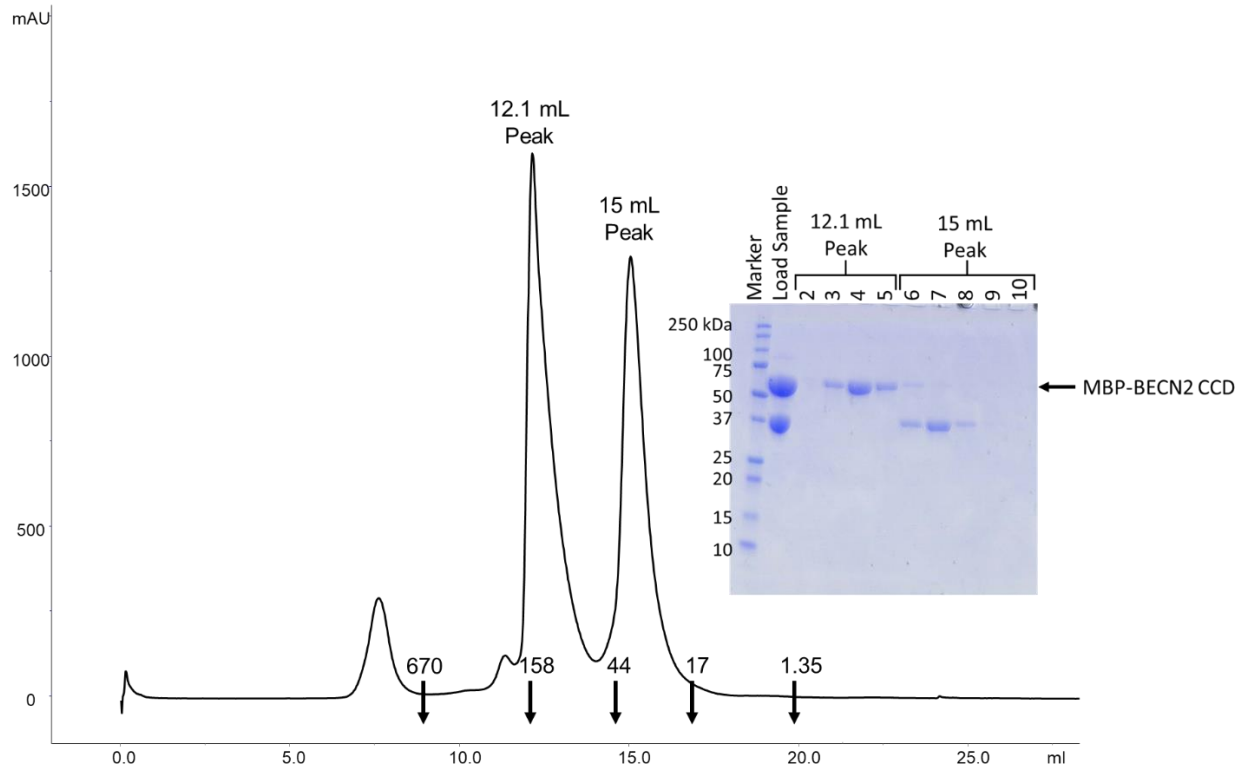 mAU
1500
1000
500
0
12.1 mL
Peak
15 mL
Peak
670
158
44
17
1.35
0.0
5.0
10.0
15.0
20.0
25.0
ml
Marker
Load Sample
12.1 mL
Peak
15 mL
Peak
2
3
4
5
6
7
8
9
10
250 kDa
100
75
50
37
25
20
15
10
MBP-BECN2 CCD